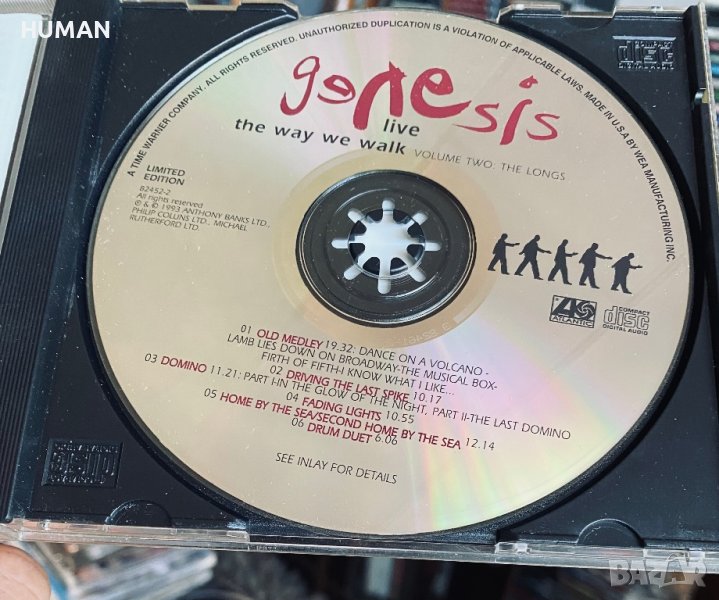 HUMAN
A TIME WARNER COMPANY. ALL RIGHTS RESERVED. UNAUTHORIZED DUPLICATION IS A VIOLATION OF APPLICABLE LAWS. MADE IN U.S.A BY WEA MANUFACTURING INC.
genesis
live
the way we walk VOLUME TWO: THE LONGS
LIMITED
EDITION
82452-2
All rights reserved
℗ & © 1993 ANTHONY BANKS LTD.,
PHILIP COLLINS LTD., MICHAEL
RUTHERFORD LTD.
ATLANTIC
COMPACT
disc
DIGITAL AUDIO
01 OLD MEDLEY 19.32: DANCE ON A VOLCANO -
LAMB LIES DOWN ON BROADWAY-THE MUSICAL BOX-
FIRTH OF FIFTH-I KNOW WHAT I LIKE...
02 DRIVING THE LAST SPIKE 10.17
03 DOMINO 11.21: PART I-IN THE GLOW OF THE NIGHT, PART II-THE LAST DOMINO
04 FADING LIGHTS 10.55
05 HOME BY THE SEA/SECOND HOME BY THE SEA 12.14
06 DRUM DUET 6.06
SEE INLAY FOR DETAILS
COMPACT
disc
BAZAR